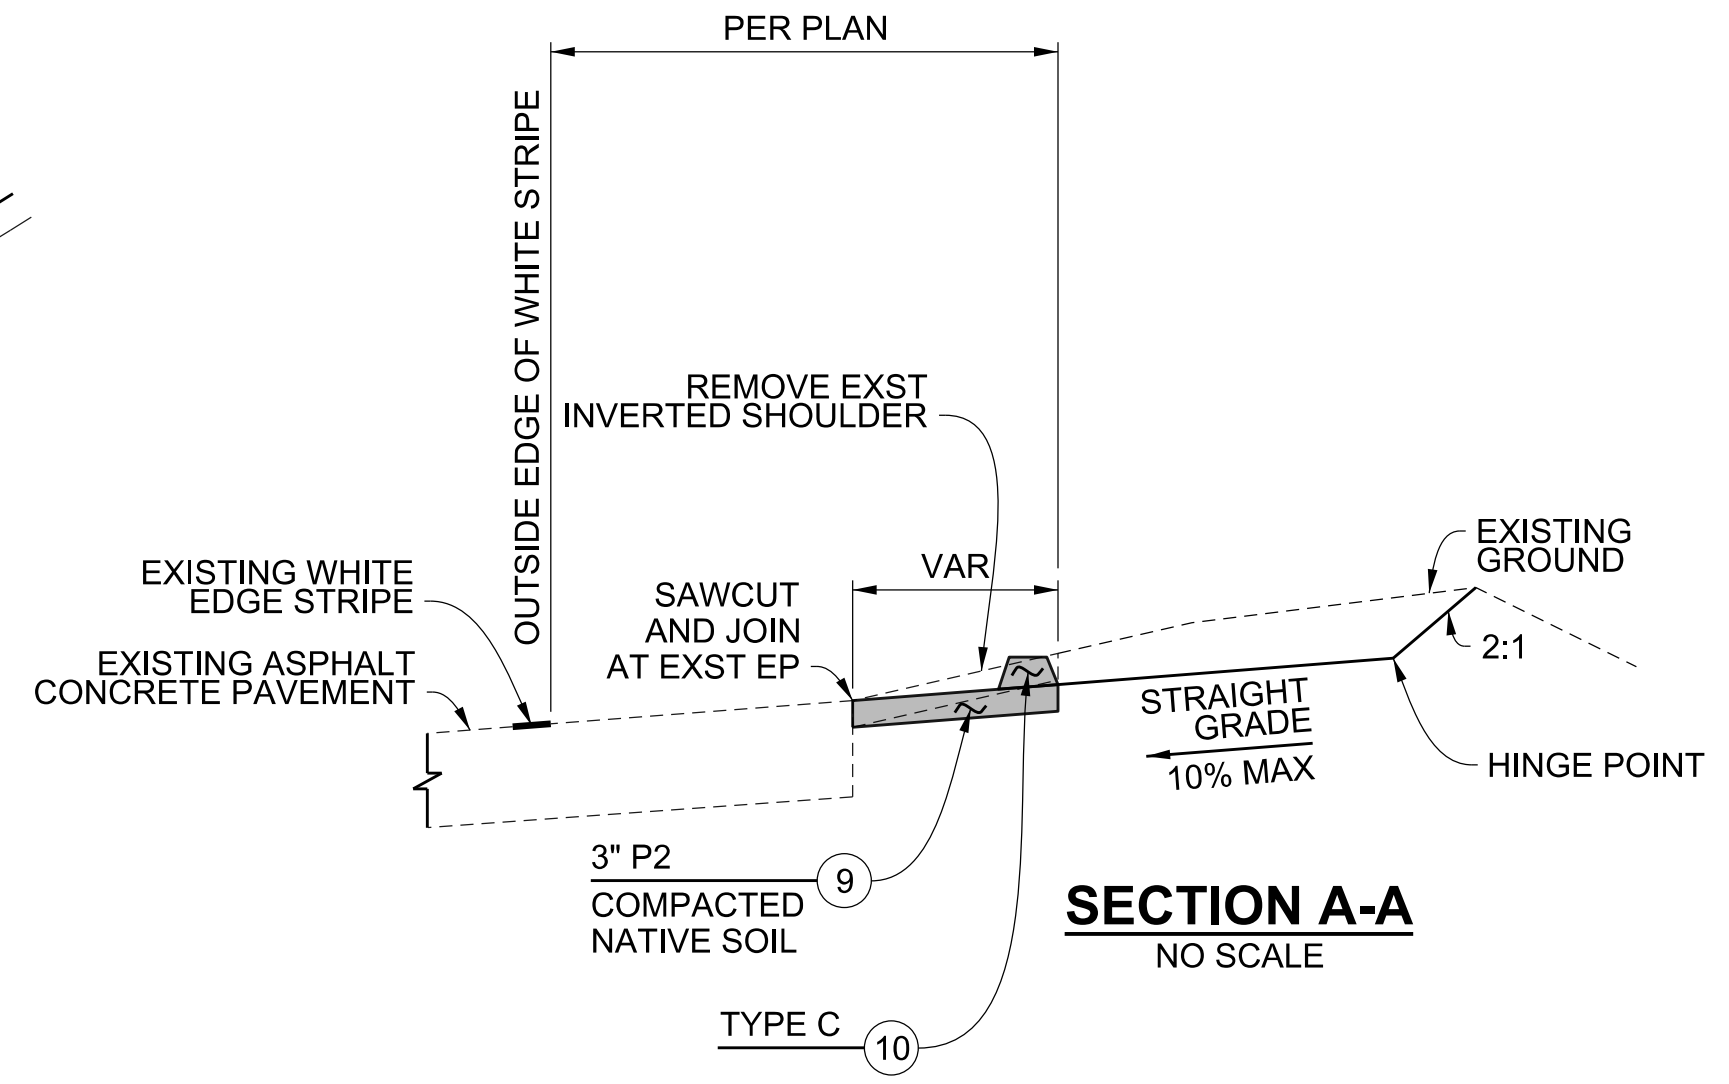 PER PLAN
OUTSIDE EDGE OF WHITE STRIPE
REMOVE EXST
INVERTED SHOULDER
EXISTING
GROUND
VAR
EXISTING WHITE
EDGE STRIPE
SAWCUT
AND JOIN
AT EXST EP
2:1
EXISTING ASPHALT
CONCRETE PAVEMENT
STRAIGHT
GRADE
10% MAX
HINGE POINT
3" P2
9
COMPACTED
NATIVE SOIL
SECTION A-A
NO SCALE
TYPE C
10